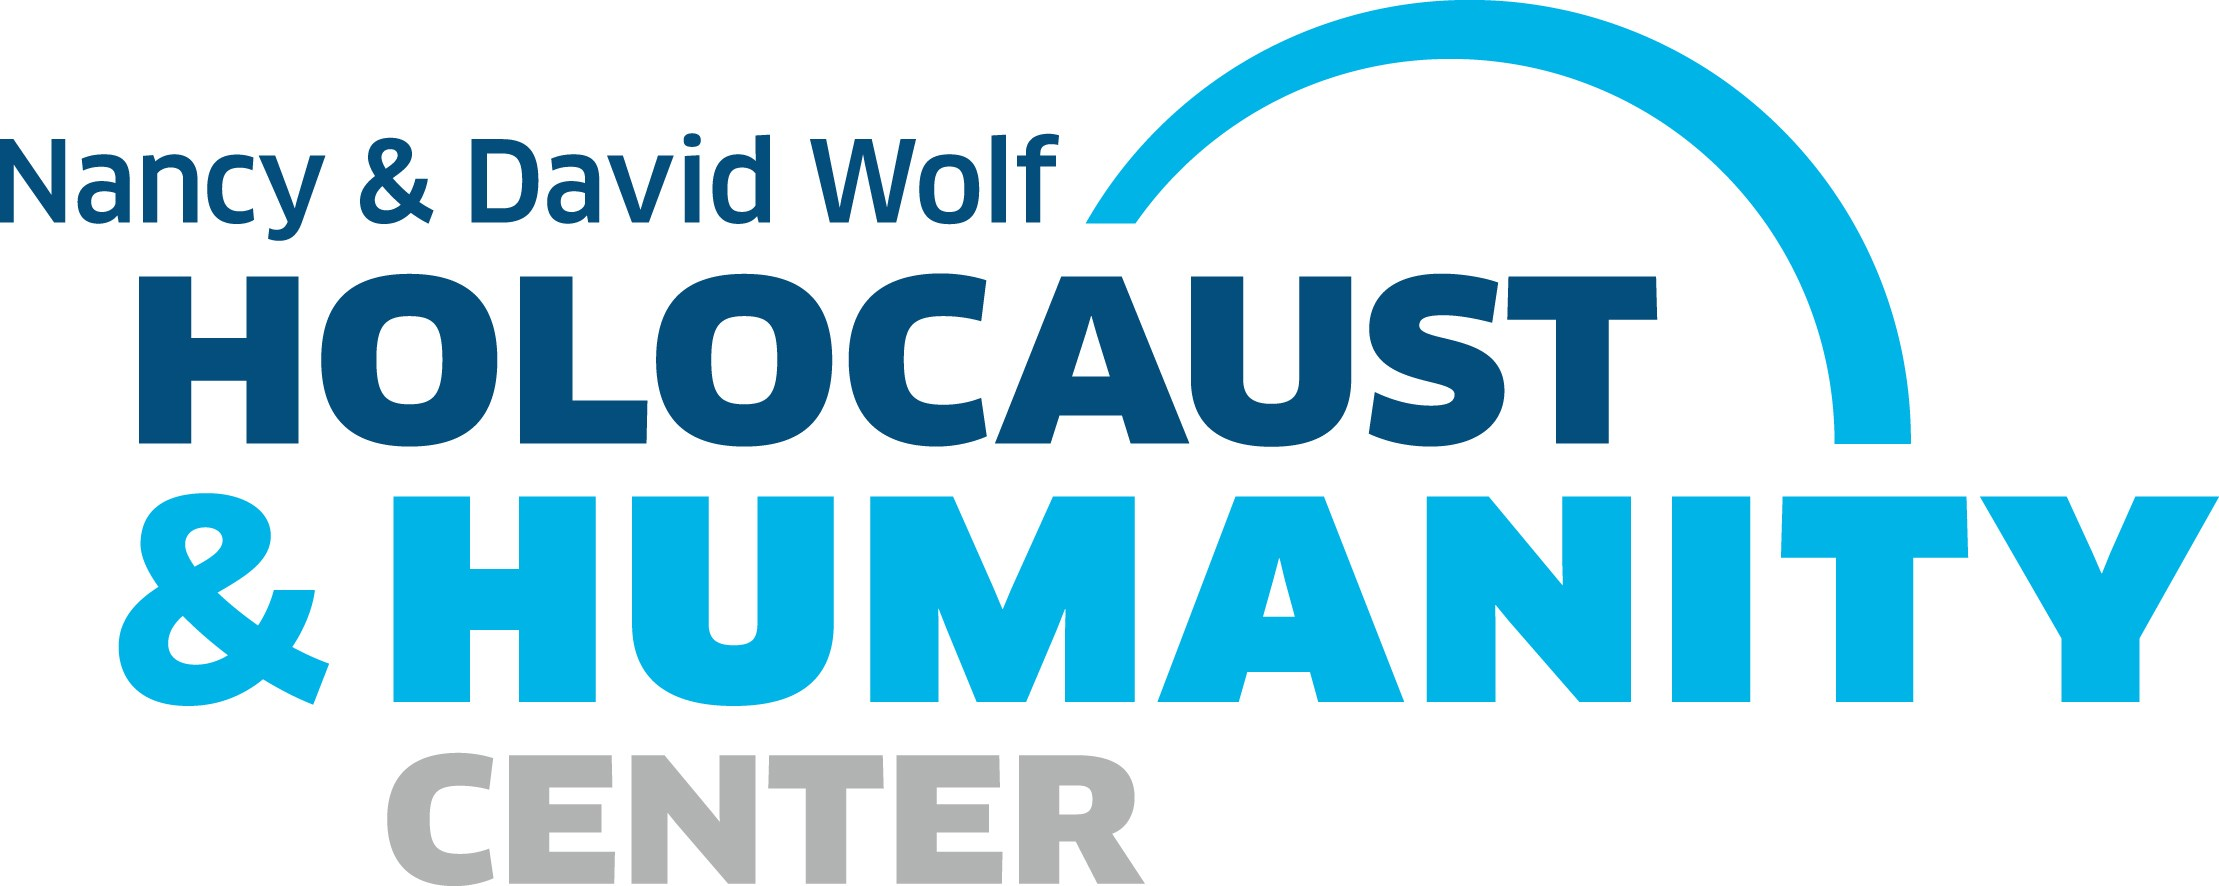 Nancy & David Wolf
HOLOCAUST
& HUMANITY
CENTER